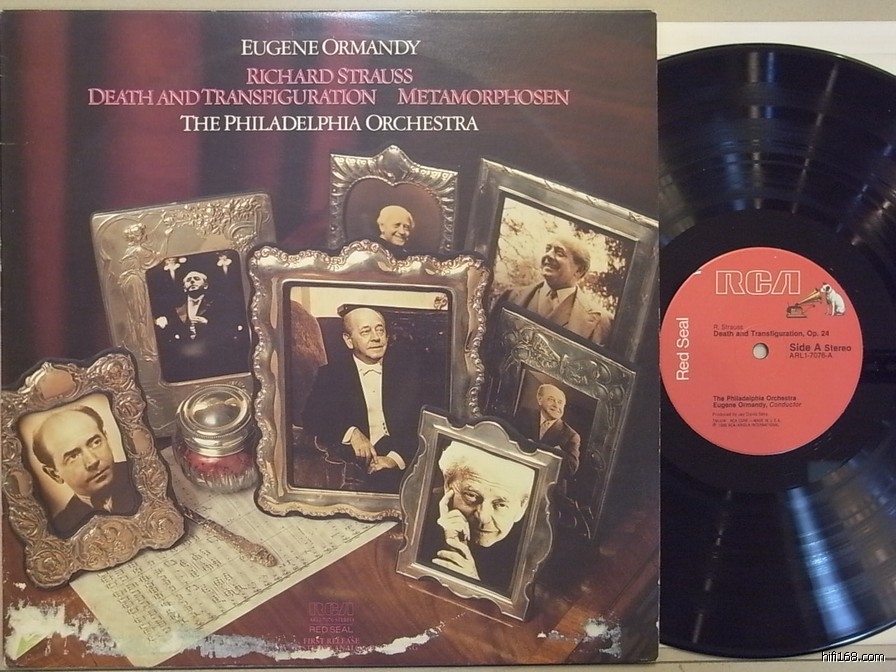 EUGENE ORMANDY
RICHARD STRAUSS
DEATH AND TRANSFIGURATION METAMORPHOSEN
THE PHILADELPHIA ORCHESTRA
RCA
RED SEAL
FIRST RELEASE
RCA
Red Seal
R. Strauss
Death and Transfiguration, Op. 24
Side A Stereo
ARL1-7076-A
The Philadelphia Orchestra
Eugene Ormandy, Conductor
hifi168.com